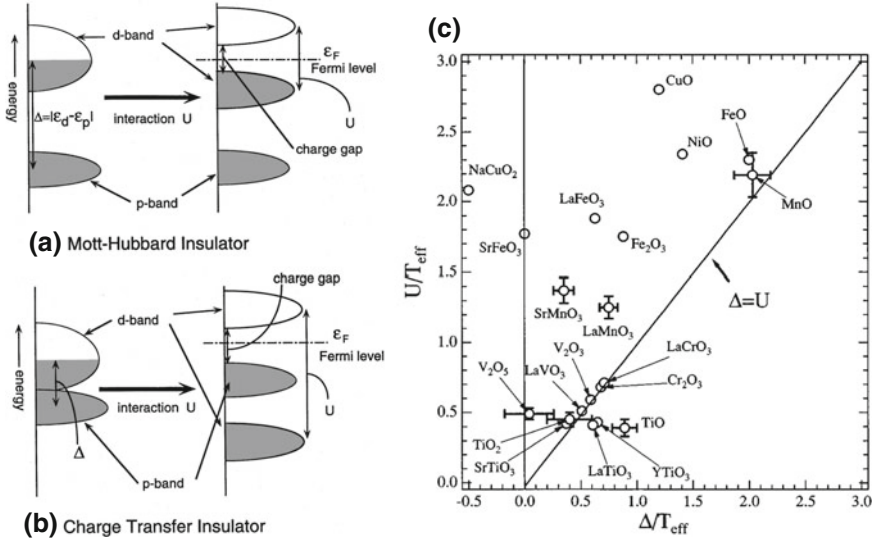 (a)
energy
d-band
Δ=|εd-εp|
interaction U
εF
Fermi level
U
charge gap
p-band
(a) Mott-Hubbard Insulator
charge gap
energy
d-band
εF
Fermi level
interaction U
U
Δ
p-band
(b) Charge Transfer Insulator
(c)
U/Teff
3.0
2.5
2.0
1.5
1.0
0.5
0.0
CuO
FeO
NiO
NaCuO2
MnO
LaFeO3
SrFeO3
Fe2O3
Δ=U
SrMnO3
LaMnO3
V2O3
LaCrO3
V2O5
LaVO3
Cr2O3
TiO2
TiO
SrTiO3
LaTiO3
YTiO3
-0.5
0.0
0.5
1.0
1.5
2.0
2.5
3.0
Δ/Teff